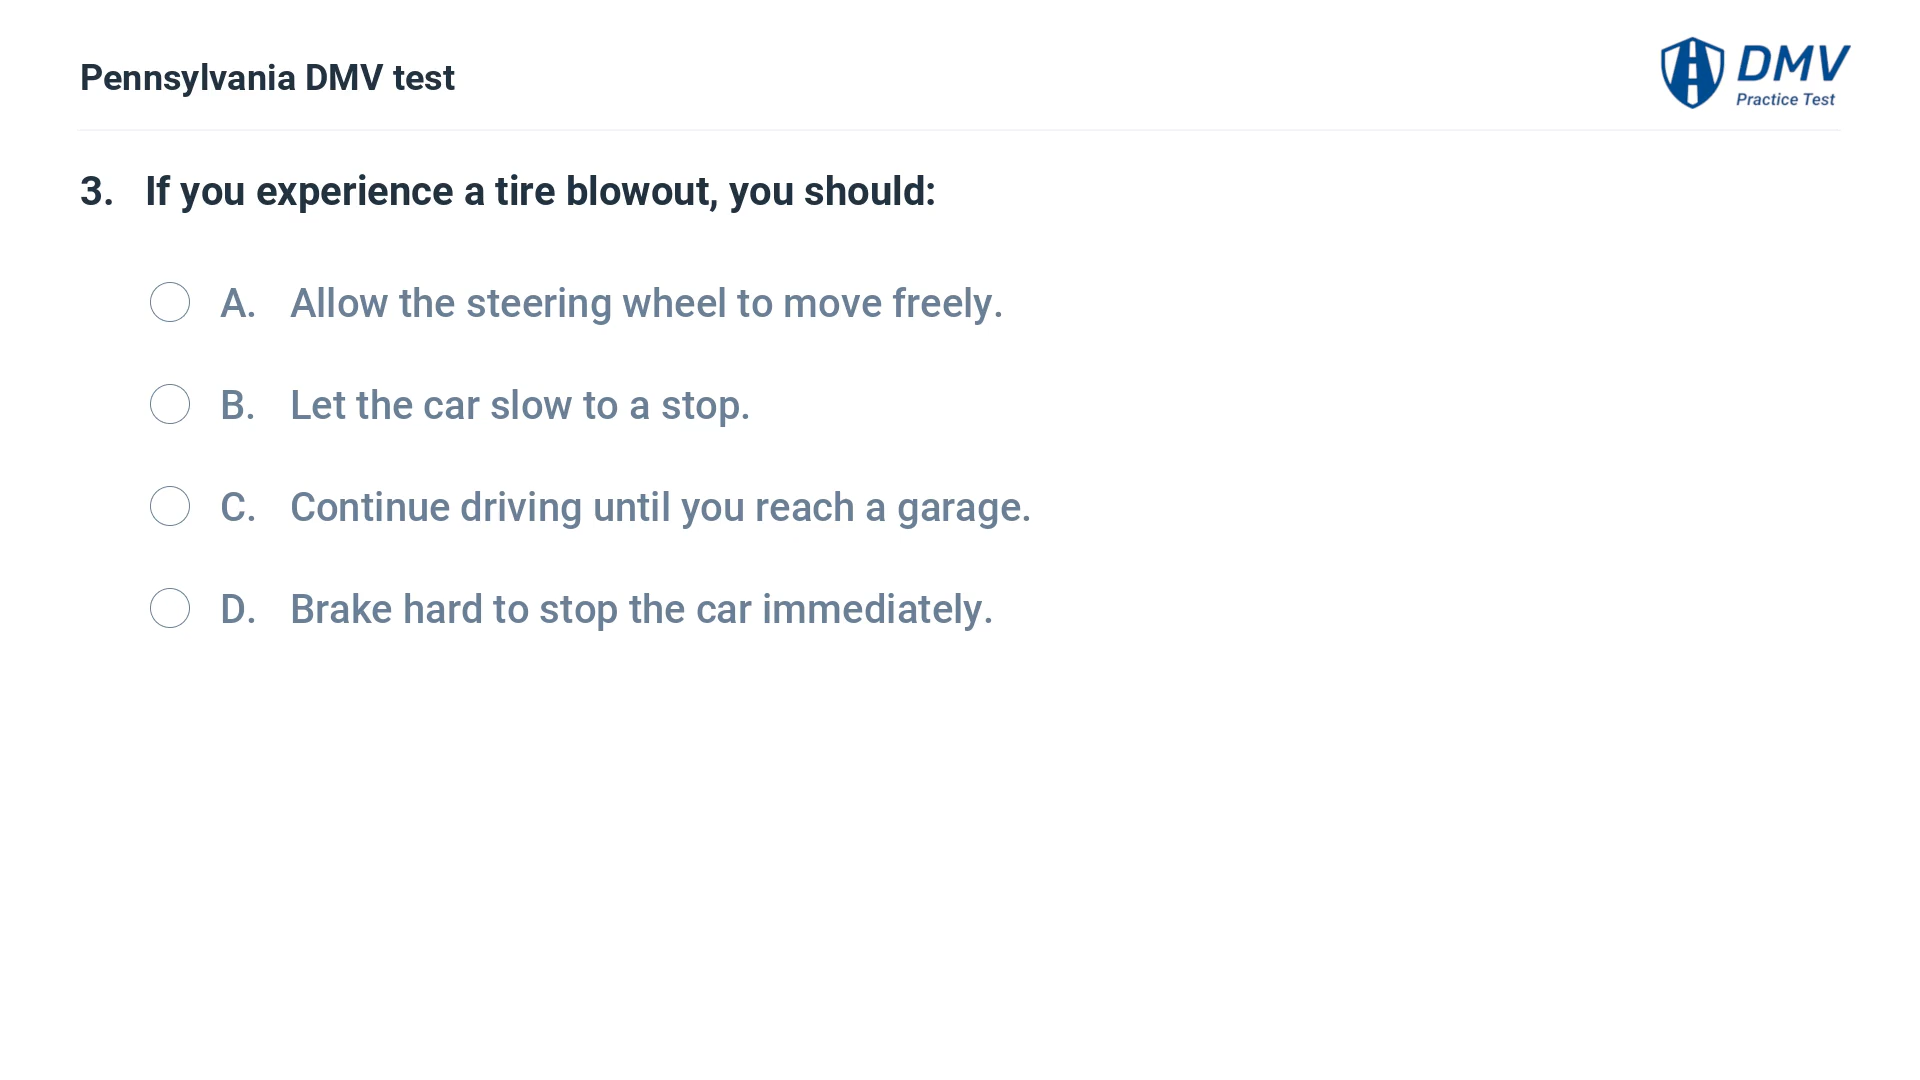 Pennsylvania DMV test
DMV
Practice Test
3. If you experience a tire blowout, you should:
A. Allow the steering wheel to move freely.
B. Let the car slow to a stop.
C. Continue driving until you reach a garage.
D. Brake hard to stop the car immediately.